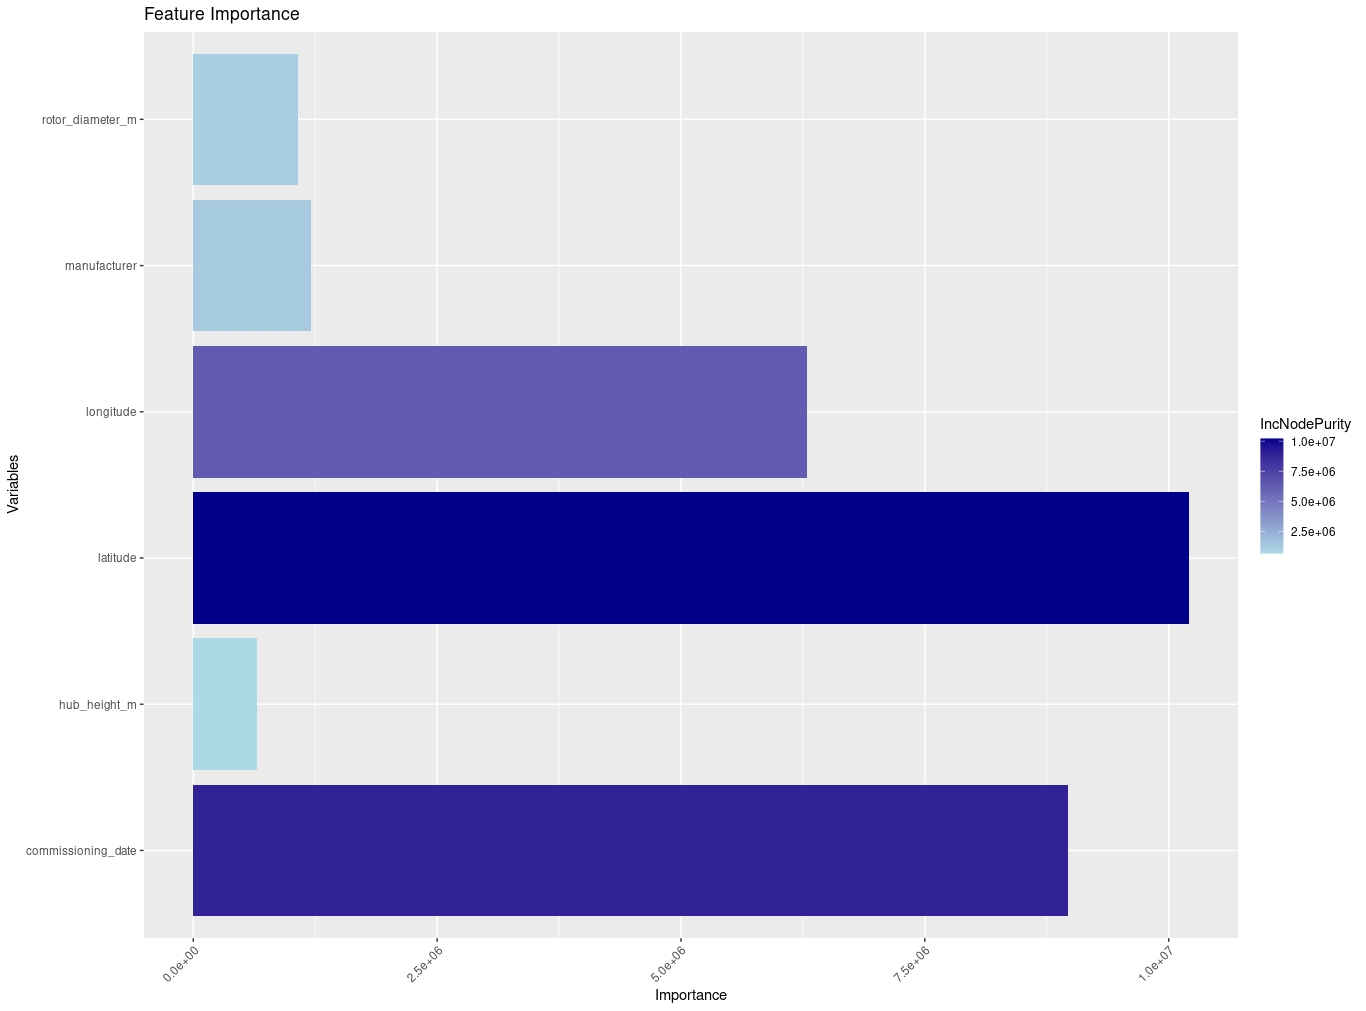 Feature Importance
rotor_diameter_m
manufacturer
longitude
latitude
hub_height_m
commissioning_date
Variables
0.0e+00
2.5e+06
5.0e+06
7.5e+06
1.0e+07
Importance
IncNodePurity
1.0e+07
7.5e+06
5.0e+06
2.5e+06